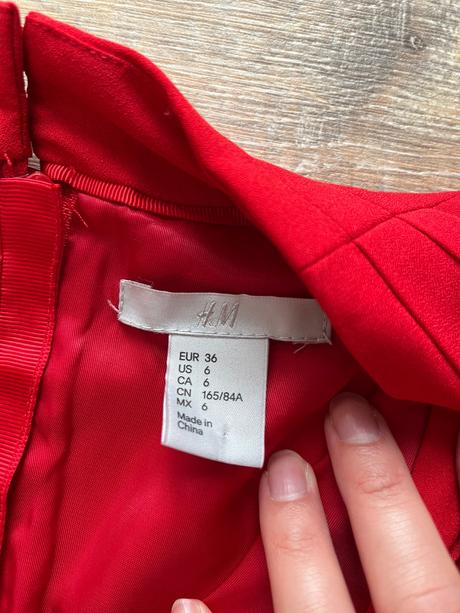 H&M
EUR 36
US 6
CA 6
CN 165/84A
MX 6
Made in
China